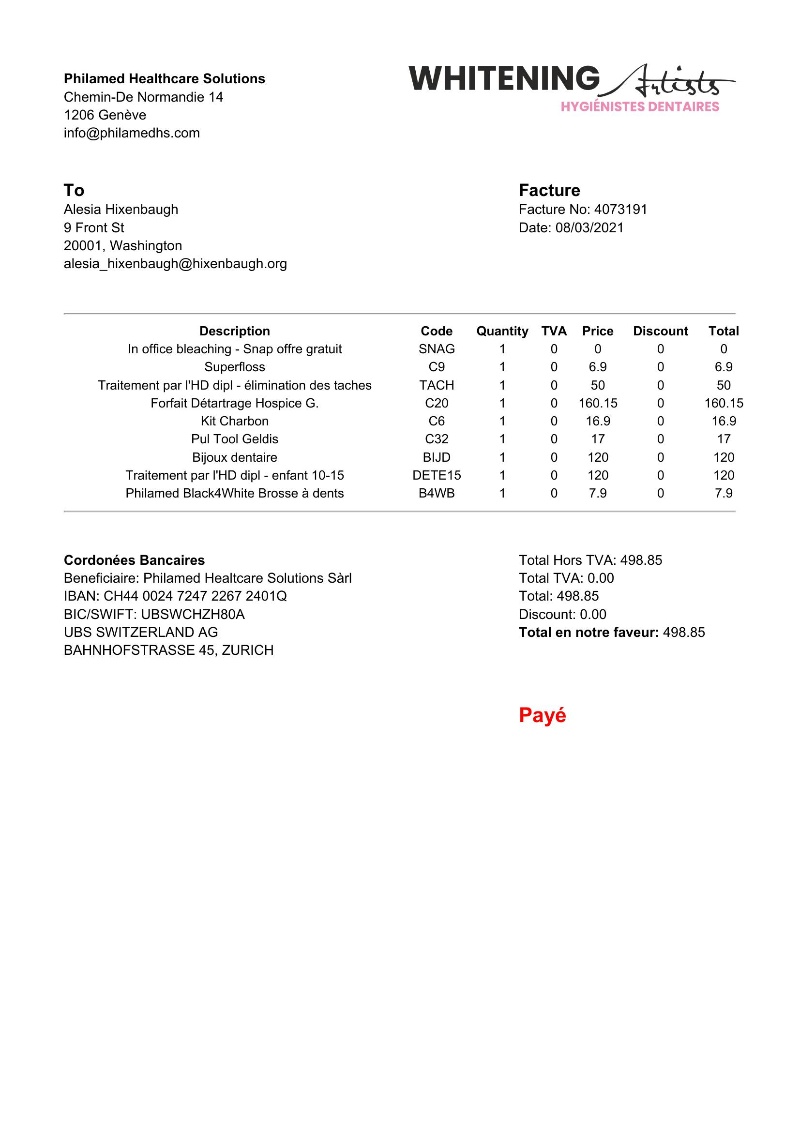 Philamed Healthcare Solutions
Chemin-De Normandie 14
1206 Genève
info@philamedhs.com
WHITENING Artists
HYGIÉNISTES DENTAIRES
To
Alesia Hixenbaugh
9 Front St
20001, Washington
alesia_hixenbaugh@hixenbaugh.org
Facture
Facture No: 4073191
Date: 08/03/2021
Description Code Quantity TVA Price Discount Total
In office bleaching - Snap offre gratuit SNAG 1 0 0 0 0
Superfloss C9 1 0 6.9 0 6.9
Traitement par l'HD dipl - élimination des taches TACH 1 0 50 0 50
Forfait Détartrage Hospice G. C20 1 0 160.15 0 160.15
Kit Charbon C6 1 0 16.9 0 16.9
Pul Tool Geldis C32 1 0 17 0 17
Bijoux dentaire BIJD 1 0 120 0 120
Traitement par l'HD dipl - enfant 10-15 DETE15 1 0 120 0 120
Philamed Black4White Brosse à dents B4WB 1 0 7.9 0 7.9
Cordonées Bancaires
Beneficiaire: Philamed Healtcare Solutions Sàrl
IBAN: CH44 0024 7247 2267 2401Q
BIC/SWIFT: UBSWCHZH80A
UBS SWITZERLAND AG
BAHNHOFSTRASSE 45, ZURICH
Total Hors TVA: 498.85
Total TVA: 0.00
Total: 498.85
Discount: 0.00
Total en notre faveur: 498.85
Payé